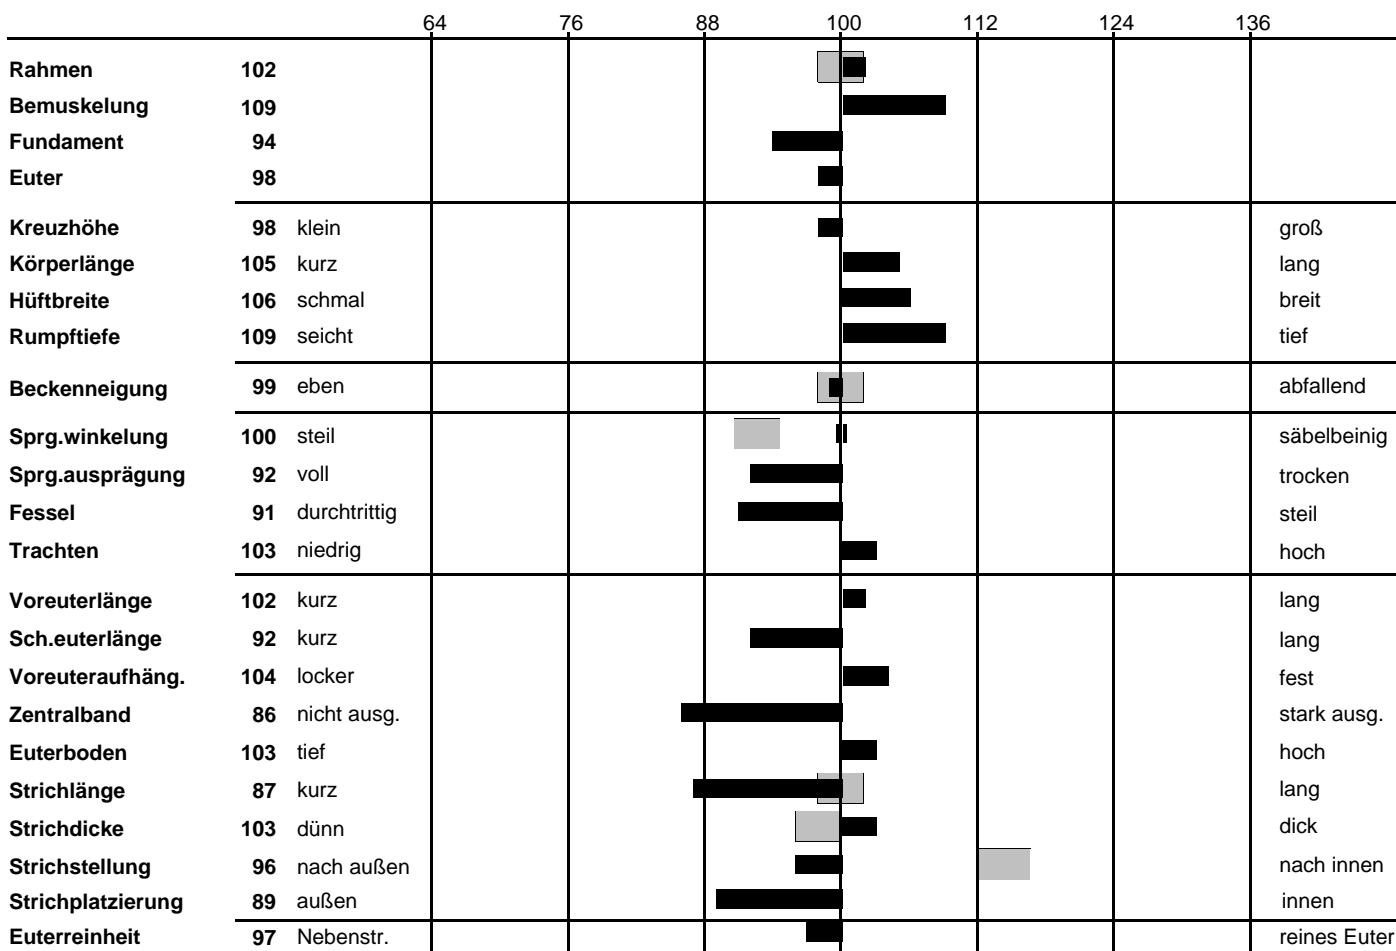 64 76 88 100 112 124 136
Rahmen 102
Bemuskelung 109
Fundament 94
Euter 98
Kreuzhöhe 98 klein groß
Körperlänge 105 kurz lang
Hüftbreite 106 schmal breit
Rumpftiefe 109 seicht tief
Beckenneigung 99 eben abfallend
Sprg.winkelung 100 steil säbelbeinig
Sprg.ausprägung 92 voll trocken
Fessel 91 durchtrittig steil
Trachten 103 niedrig hoch
Voreuterlänge 102 kurz lang
Sch.euterlänge 92 kurz lang
Voreuteraufhäng. 104 locker fest
Zentralband 86 nicht ausg. stark ausg.
Euterboden 103 tief hoch
Strichlänge 87 kurz lang
Strichdicke 103 dünn dick
Strichstellung 96 nach außen nach innen
Strichplatzierung 89 außen innen
Euterreinheit 97 Nebenstr. reines Euter